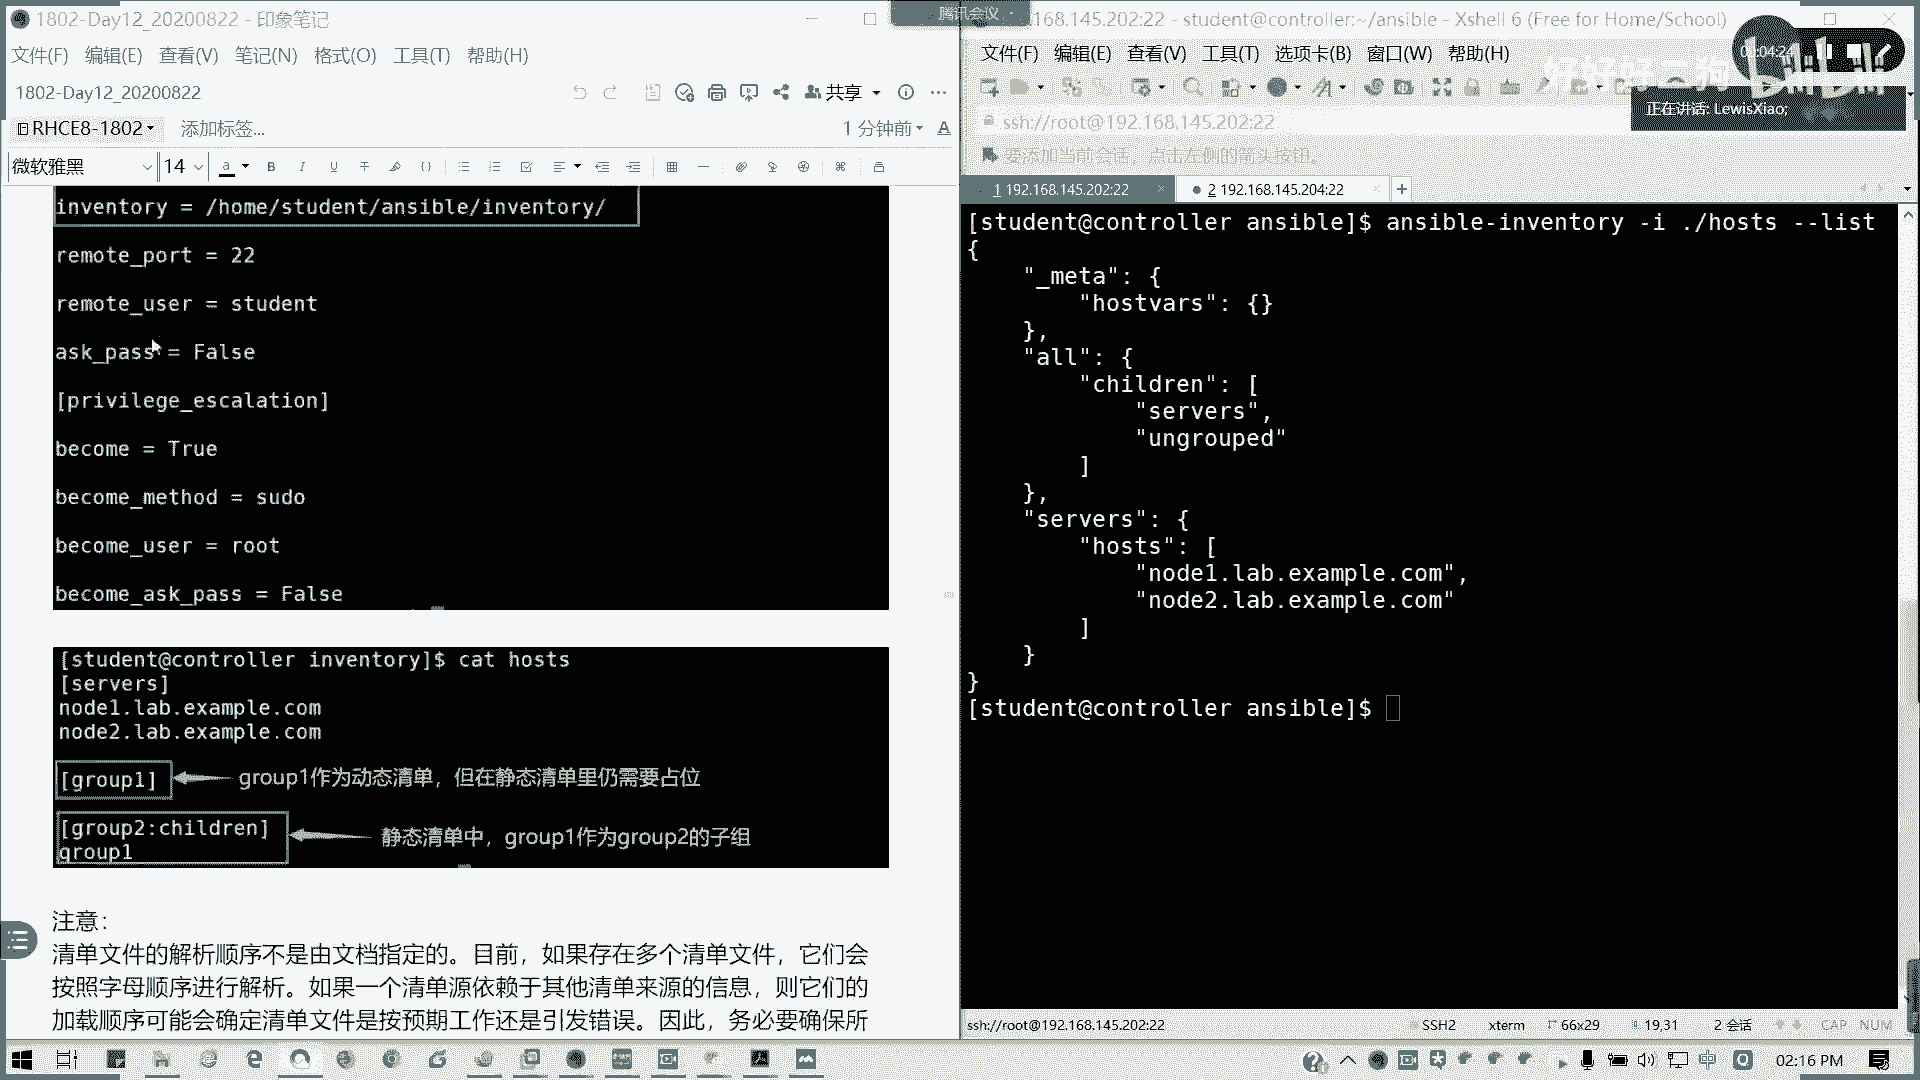 1802-Day12_20200822 - 印象笔记
文件(F) 编辑(E) 查看(V) 笔记(N) 格式(O) 工具(T) 帮助(H)
1802-Day12_20200822
共享
RHCE8-1802
添加标签...
1 分钟前
微软雅黑
14
inventory = /home/student/ansible/inventory/
remote_port = 22
remote_user = student
ask_pass = False
[privilege_escalation]
become = True
become_method = sudo
become_user = root
become_ask_pass = False
[student@controller inventory]$ cat hosts
[servers]
node1.lab.example.com
node2.lab.example.com
[group1]
group1作为动态清单，但在静态清单里仍需要占位
[group2:children]
静态清单中，group1作为group2的子组
group1
注意：
清单文件的解析顺序不是由文档指定的。目前，如果存在多个清单文件，它们会
按照字母顺序进行解析。如果一个清单源依赖于其他清单来源的信息，则它们的
加载顺序可能会确定清单文件是按预期工作还是引发错误。因此，务必要确保所
腾讯会议
168.145.202:22 - student@controller:~/ansible - Xshell 6 (Free for Home/School)
文件(F) 编辑(E) 查看(V) 工具(T) 选项卡(B) 窗口(W) 帮助(H)
正在讲话: LewisXiao;
ssh://root@192.168.145.202:22
要添加当前会话，点击左侧的箭头按钮。
1 192.168.145.202:22
2 192.168.145.204:22
[student@controller ansible]$ ansible-inventory -i ./hosts --list
{
"_meta": {
"hostvars": {}
},
"all": {
"children": [
"servers",
"ungrouped"
]
},
"servers": {
"hosts": [
"node1.lab.example.com",
"node2.lab.example.com"
]
}
}
[student@controller ansible]$
ssh://root@192.168.145.202:22
SSH2
xterm
66x29
19,31
2 会话
CAP NUM
中
02:16 PM